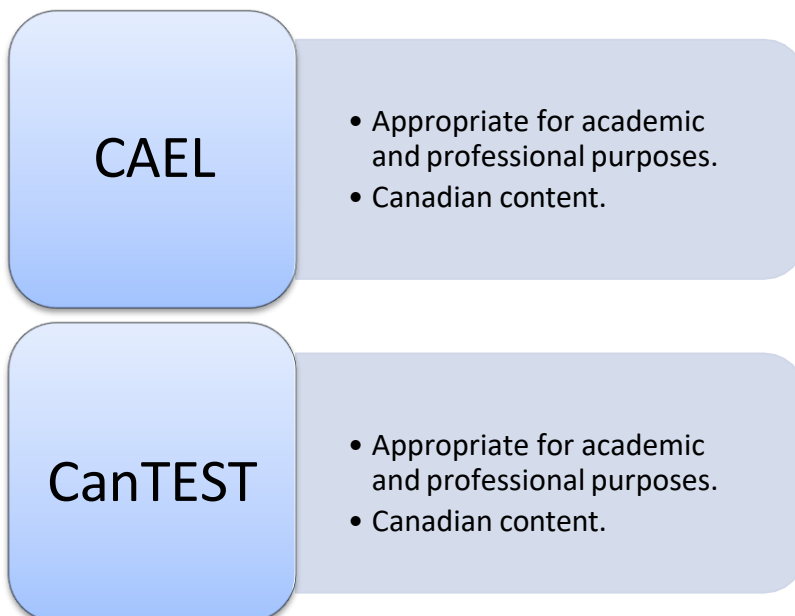 CAEL
• Appropriate for academic
and professional purposes.
• Canadian content.
CanTEST
• Appropriate for academic
and professional purposes.
• Canadian content.